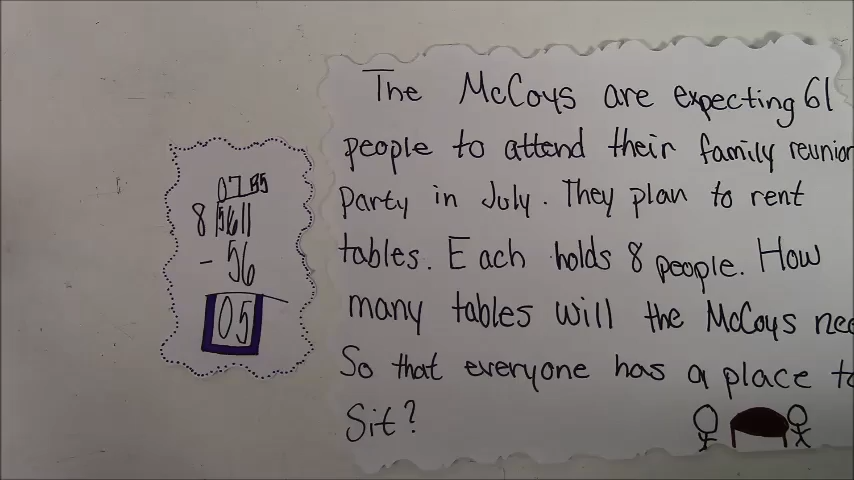 07 R5
8 61
- 56
05
The McCoys are expecting 61
people to attend their family reunion
Party in July. They plan to rent
tables. Each holds 8 people. How
many tables will the McCoys nee
So that everyone has a place to
Sit?